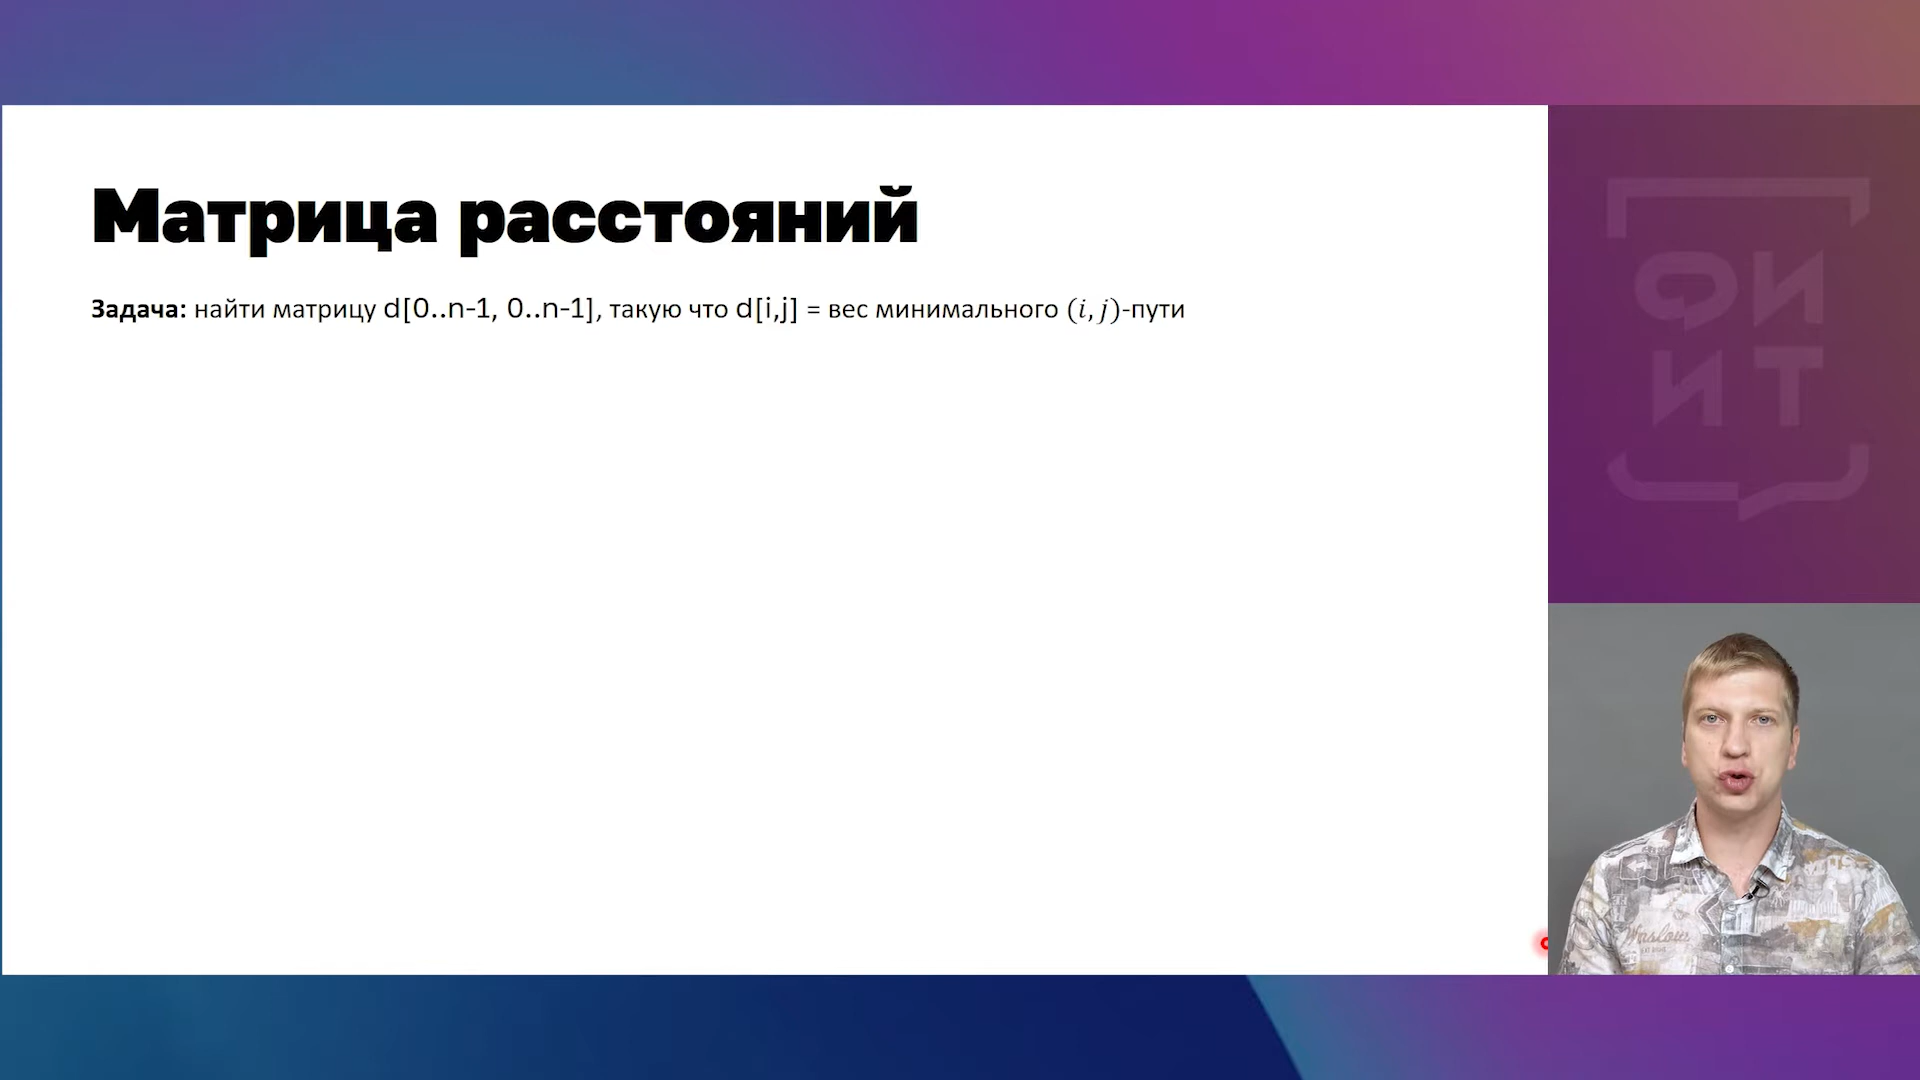 Матрица расстояний
Задача: найти матрицу d[0..n-1, 0..n-1], такую что d[i,j] = вес минимального (i, j)-пути
ФИ
ИТ